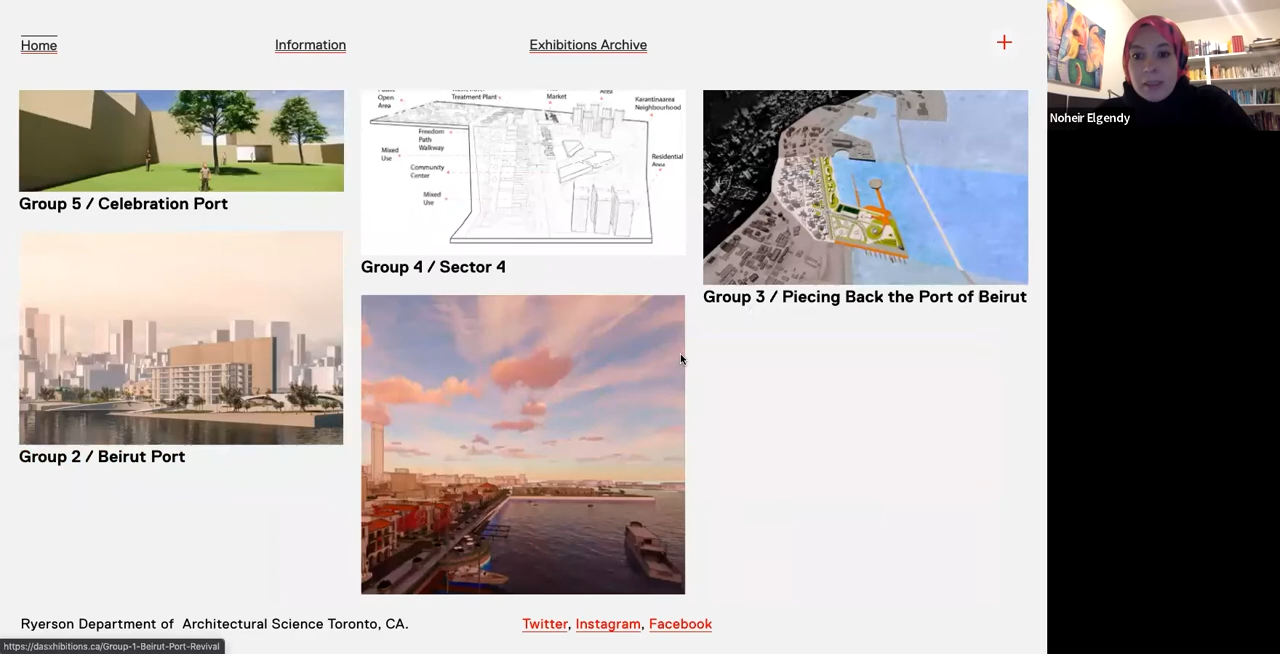 Home
Information
Exhibitions Archive
Open
Area
Treatment Plant
Market
Area
Karantinaarea
Neighbourhood
Freedom
Path
Walkway
Mixed
Use
Community
Center
Mixed
Use
Residential
Area
Noheir Elgendy
Group 5 / Celebration Port
Group 4 / Sector 4
Group 3 / Piecing Back the Port of Beirut
Group 2 / Beirut Port
Ryerson Department of Architectural Science Toronto, CA.
Twitter, Instagram, Facebook
https://dasxhibitions.ca/Group-1-Beirut-Port-Revival